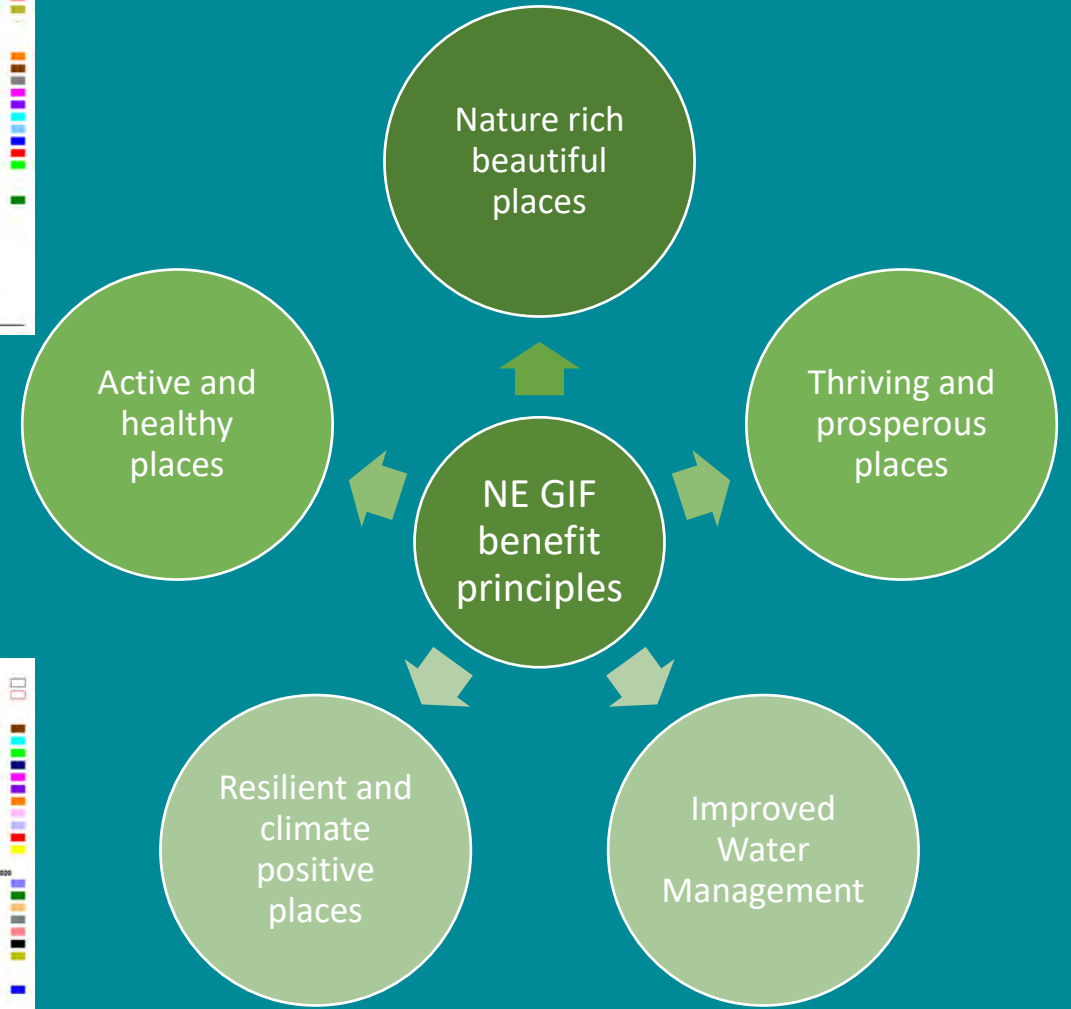 Nature rich
beautiful
places
Active and
healthy
places
Thriving and
prosperous
places
NE GIF
benefit
principles
Resilient and
climate
positive
places
Improved
Water
Management